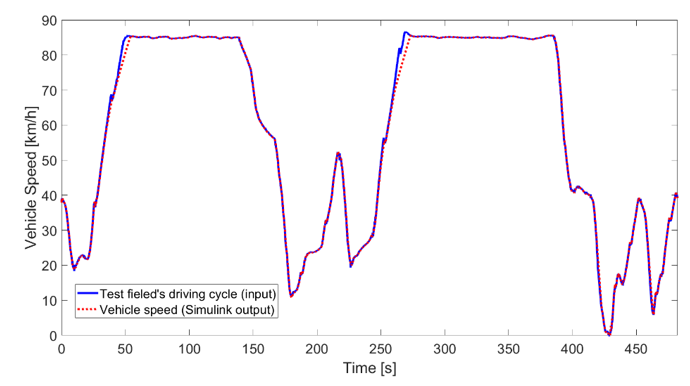 90
80
70
60
50
40
30
20
10
0
Vehicle Speed [km/h]
Test fieled's driving cycle (input)
Vehicle speed (Simulink output)
0 50 100 150 200 250 300 350 400 450
Time [s]